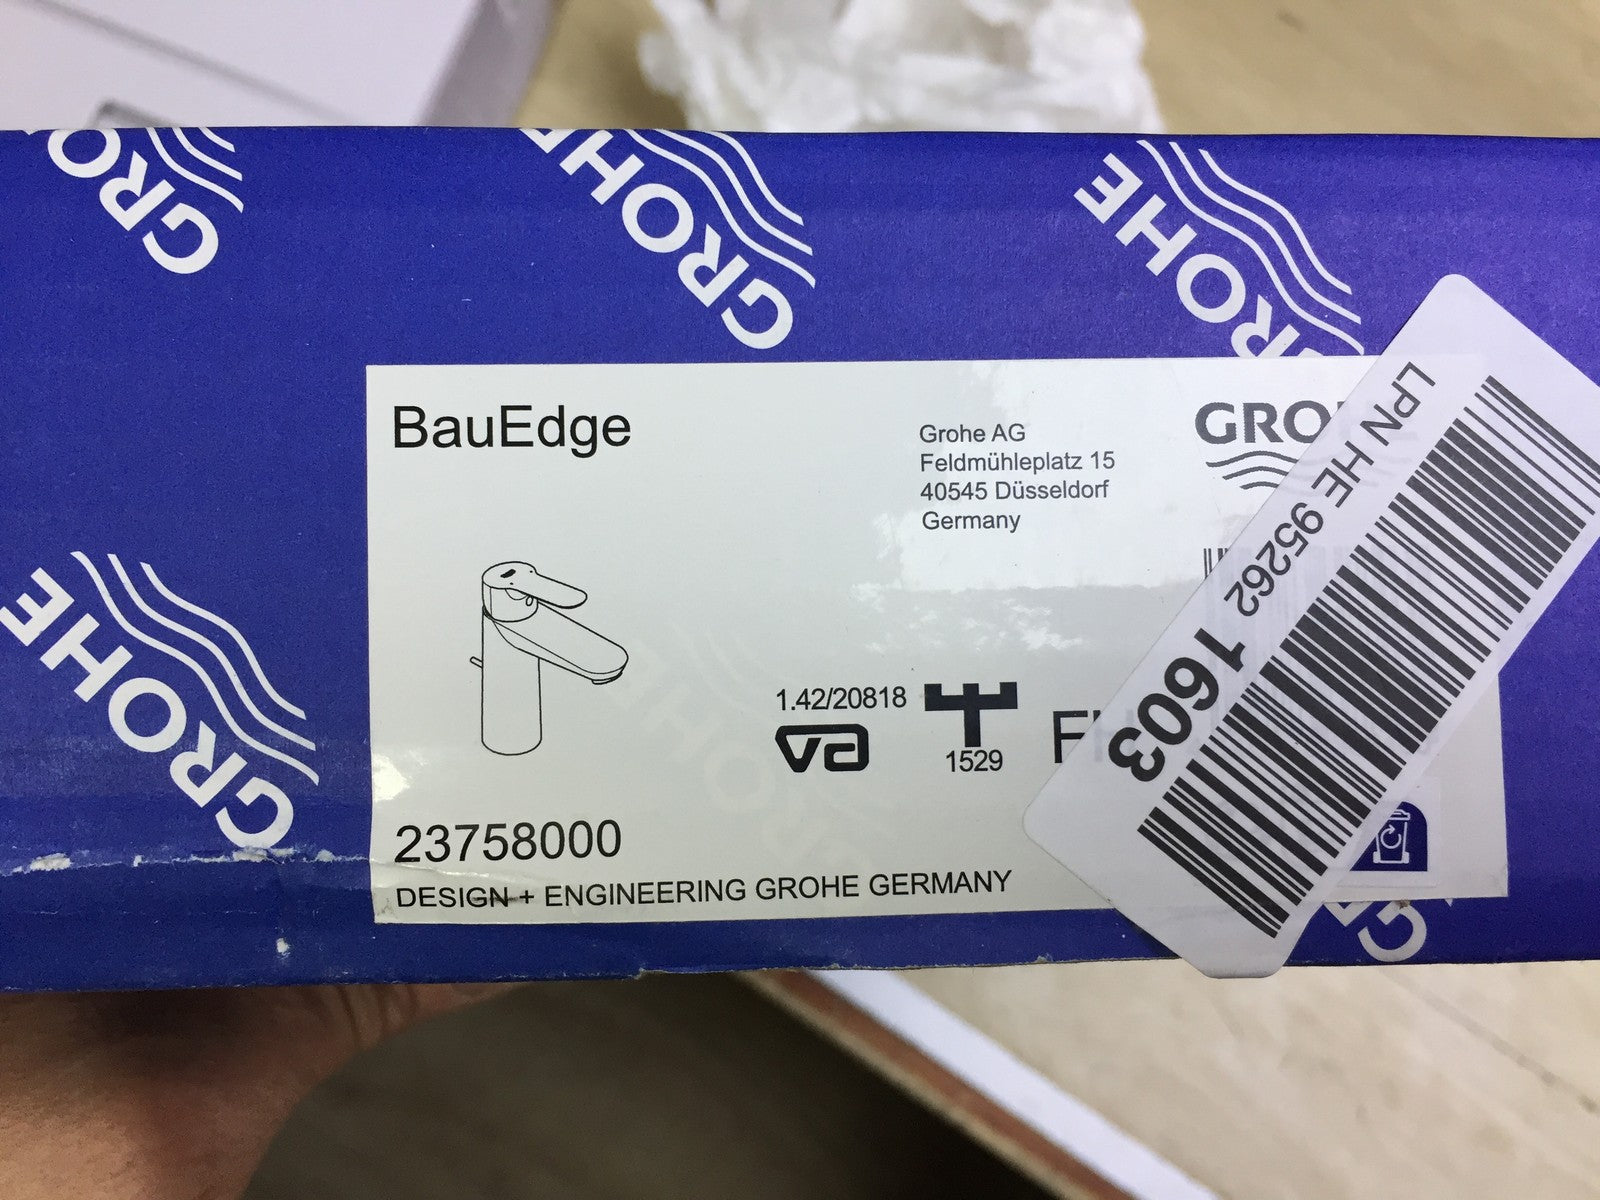 GROHE
GROHE
GROHE
GROHE
BauEdge
Grohe AG
Feldmühleplatz 15
40545 Düsseldorf
Germany
LPN HE 95262 1603
1.42/20818
va
1529
23758000
DESIGN + ENGINEERING GROHE GERMANY